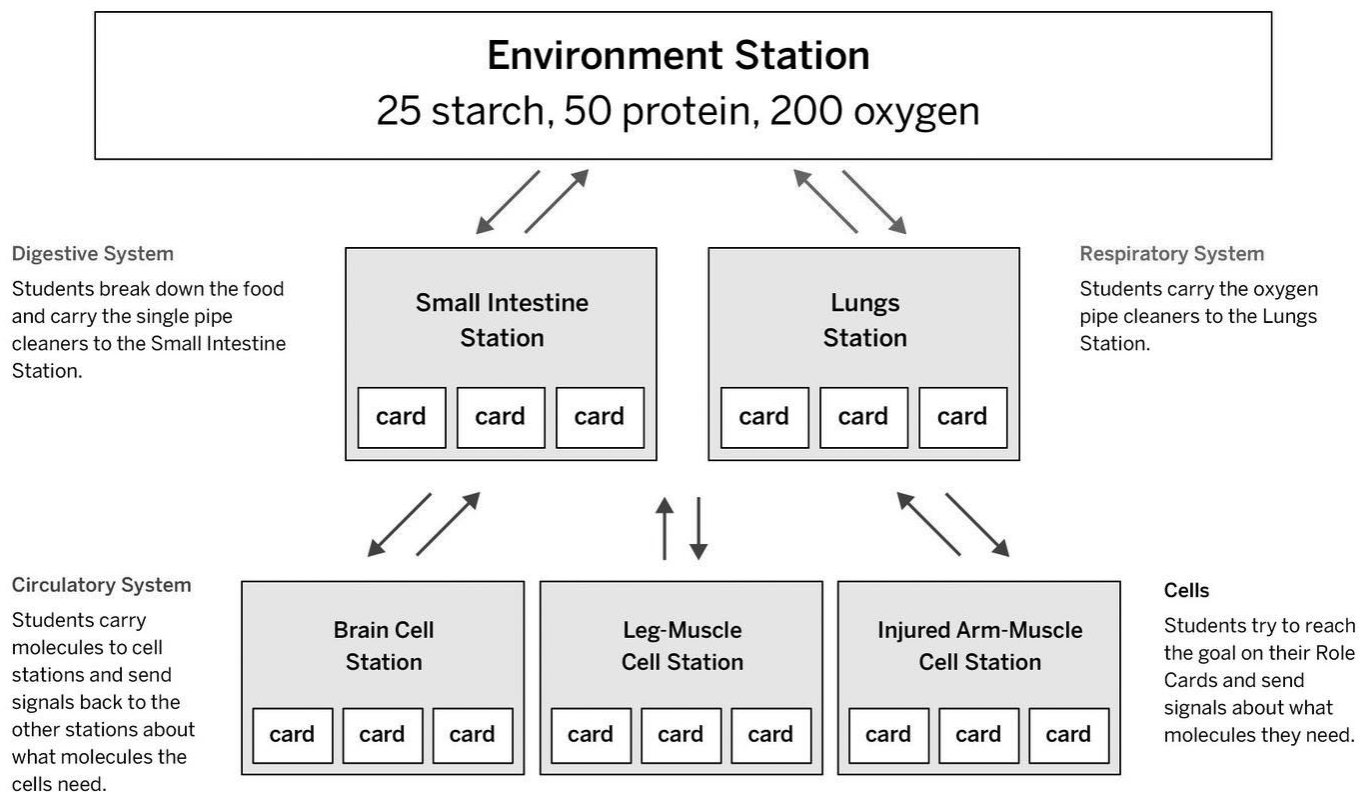 Environment Station
25 starch, 50 protein, 200 oxygen
Digestive System
Students break down the food
and carry the single pipe
cleaners to the Small Intestine
Station.
Small Intestine
Station
card card card
Lungs
Station
card card card
Respiratory System
Students carry the oxygen
pipe cleaners to the Lungs
Station.
Circulatory System
Students carry
molecules to cell
stations and send
signals back to the
other stations about
what molecules the
cells need.
Brain Cell
Station
card card card
Leg-Muscle
Cell Station
card card card
Injured Arm-Muscle
Cell Station
card card card
Cells
Students try to reach
the goal on their Role
Cards and send
signals about what
molecules they need.